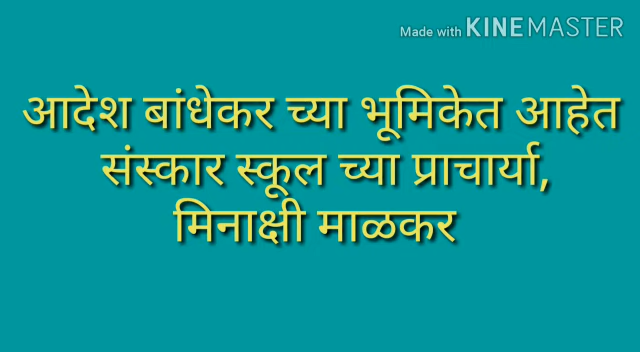 Made with KINEMASTER
आदेश बांधेकर च्या भूमिकेत आहेत
संस्कार स्कूल च्या प्राचार्या,
मिनाक्षी माळकर